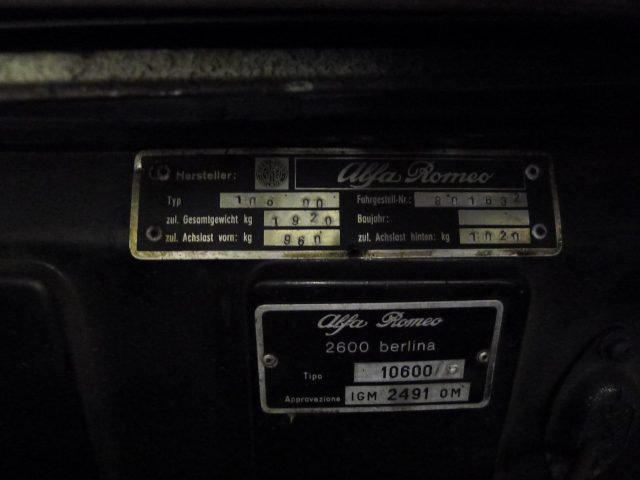 Hersteller: Alfa Romeo
Typ 106 00 Fahrgestell-Nr.: 801632
zul. Gesamtgewicht kg 1920 Baujahr:
zul. Achslast vorn: kg 960 zul. Achslast hinten: kg 1020
Alfa Romeo
2600 berlina
Tipo 10600/
Approvazione IGM 2491 OM